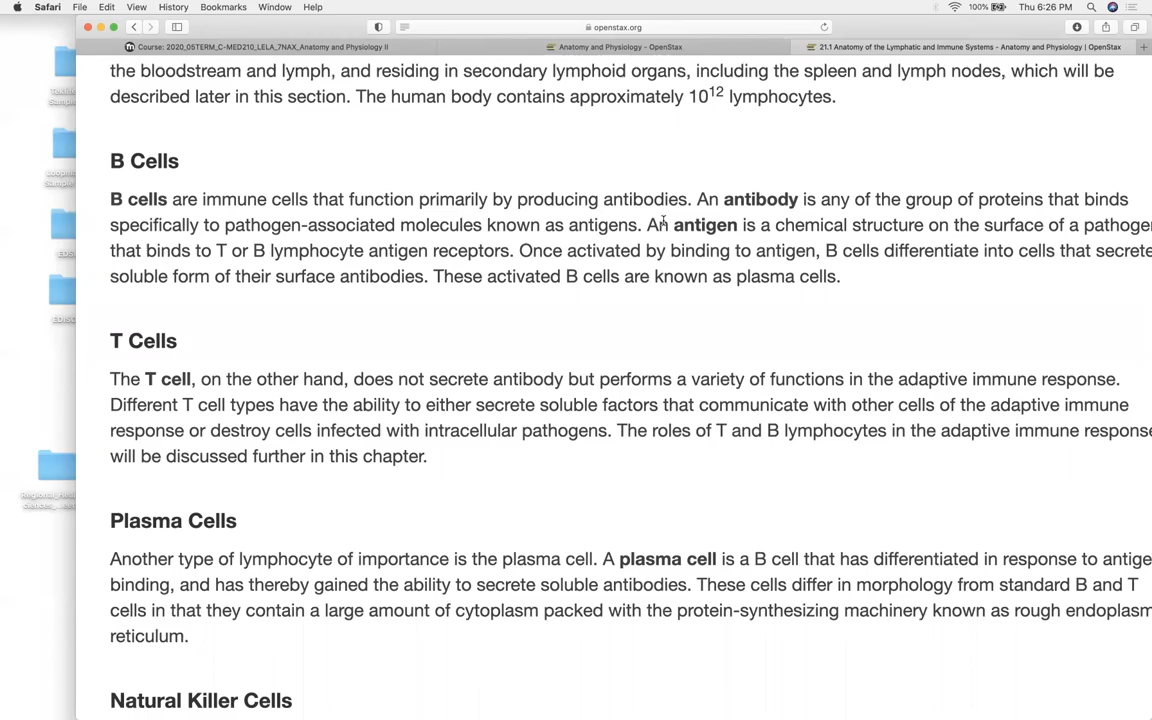 Safari File Edit View History Bookmarks Window Help 100% Thu 6:26 PM
openstax.org
Course: 2020_05TERM_C-MED210_LELA_7NAX_Anatomy and Physiology II Anatomy and Physiology - OpenStax 21.1 Anatomy of the Lymphatic and Immune Systems - Anatomy and Physiology | OpenStax
the bloodstream and lymph, and residing in secondary lymphoid organs, including the spleen and lymph nodes, which will be
described later in this section. The human body contains approximately 10¹² lymphocytes.
B Cells
B cells are immune cells that function primarily by producing antibodies. An antibody is any of the group of proteins that binds
specifically to pathogen-associated molecules known as antigens. An antigen is a chemical structure on the surface of a pathoge
that binds to T or B lymphocyte antigen receptors. Once activated by binding to antigen, B cells differentiate into cells that secrete
soluble form of their surface antibodies. These activated B cells are known as plasma cells.
T Cells
The T cell, on the other hand, does not secrete antibody but performs a variety of functions in the adaptive immune response.
Different T cell types have the ability to either secrete soluble factors that communicate with other cells of the adaptive immune
response or destroy cells infected with intracellular pathogens. The roles of T and B lymphocytes in the adaptive immune response
will be discussed further in this chapter.
Plasma Cells
Another type of lymphocyte of importance is the plasma cell. A plasma cell is a B cell that has differentiated in response to antige
binding, and has thereby gained the ability to secrete soluble antibodies. These cells differ in morphology from standard B and T
cells in that they contain a large amount of cytoplasm packed with the protein-synthesizing machinery known as rough endoplasm
reticulum.
Natural Killer Cells